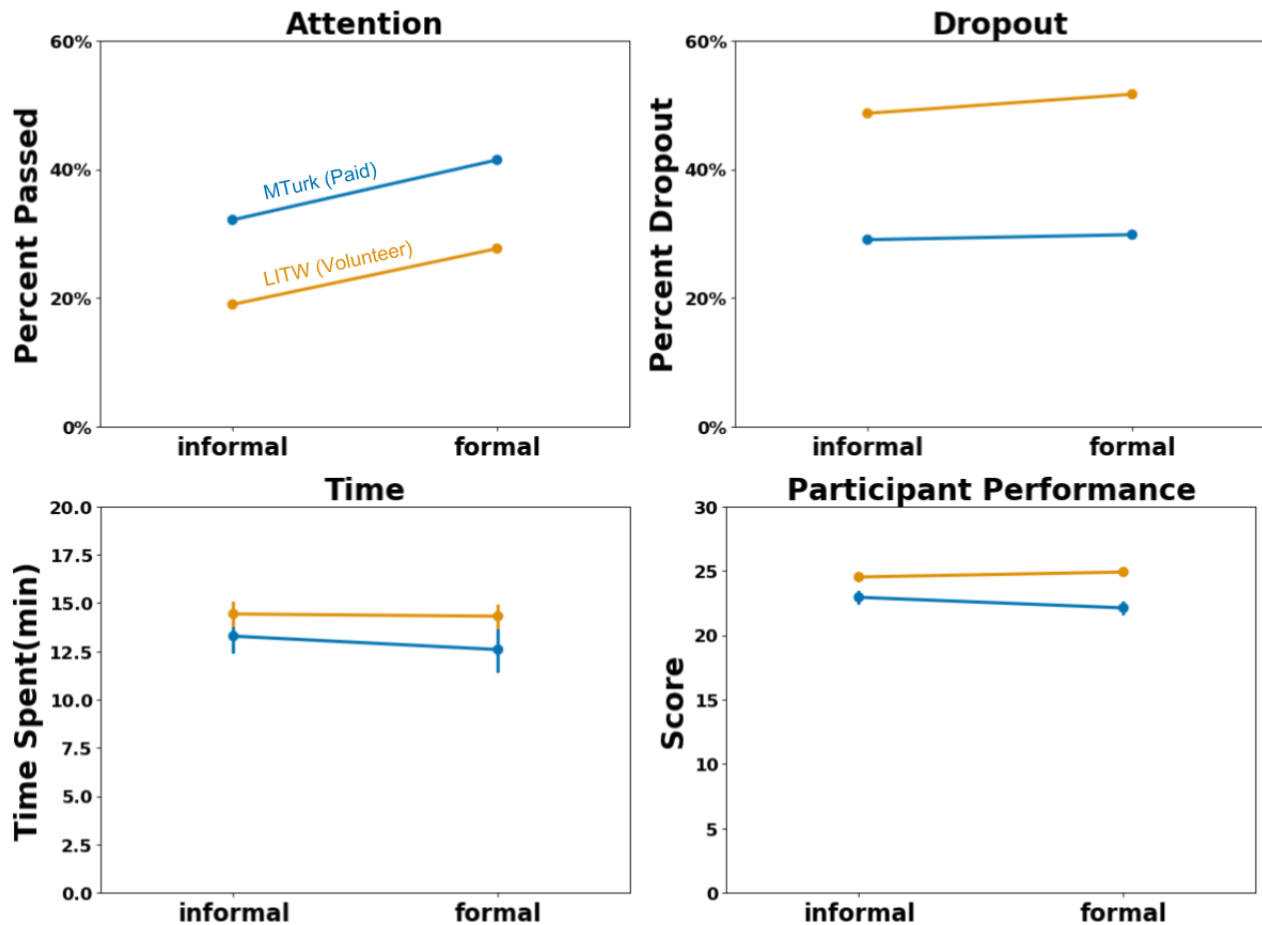 Attention
Percent Passed
60%
40%
20%
0%
MTurk (Paid)
LITW (Volunteer)
informal formal
Dropout
Percent Dropout
60%
40%
20%
0%
informal formal
Time
Time Spent(min)
20.0
17.5
15.0
12.5
10.0
7.5
5.0
2.5
0.0
informal formal
Participant Performance
Score
30
25
20
15
10
5
0
informal formal